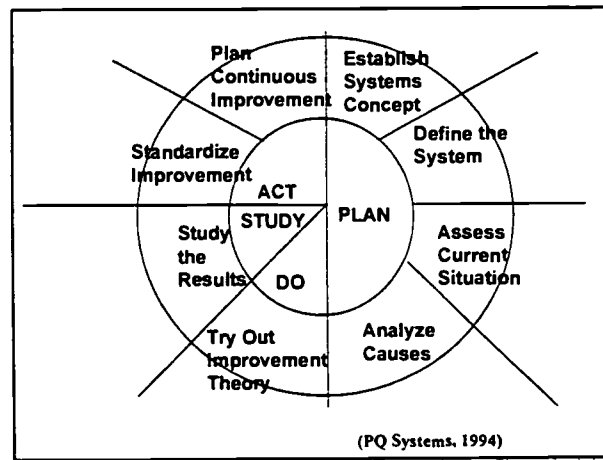 Plan
Continuous
Improvement
Establish
Systems
Concept
Define the
System
Assess
Current
Situation
Analyze
Causes
Try Out
Improvement
Theory
Study
the
Results
Standardize
Improvement
ACT
STUDY
DO
PLAN
(PQ Systems, 1994)